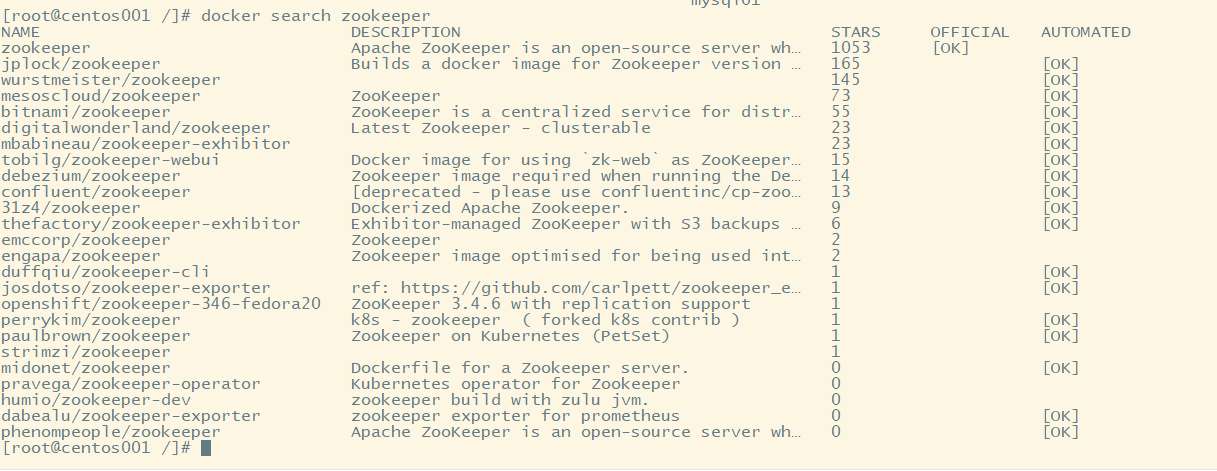 mysql01
[root@centos001 /]# docker search zookeeper
NAME DESCRIPTION STARS OFFICIAL AUTOMATED
zookeeper Apache ZooKeeper is an open-source server wh… 1053 [OK]
jplock/zookeeper Builds a docker image for Zookeeper version … 165 [OK]
wurstmeister/zookeeper 145 [OK]
mesoscloud/zookeeper ZooKeeper 73 [OK]
bitnami/zookeeper ZooKeeper is a centralized service for distr… 55 [OK]
digitalwonderland/zookeeper Latest Zookeeper - clusterable 23 [OK]
mbabineau/zookeeper-exhibitor 23 [OK]
tobilg/zookeeper-webui Docker image for using `zk-web` as ZooKeeper… 15 [OK]
debezium/zookeeper Zookeeper image required when running the De… 14 [OK]
confluent/zookeeper [deprecated - please use confluentinc/cp-zoo… 13 [OK]
31z4/zookeeper Dockerized Apache Zookeeper. 9 [OK]
thefactory/zookeeper-exhibitor Exhibitor-managed ZooKeeper with S3 backups … 6 [OK]
emccorp/zookeeper Zookeeper 2
engapa/zookeeper Zookeeper image optimised for being used int… 2
duffqiu/zookeeper-cli 1 [OK]
josdotso/zookeeper-exporter ref: https://github.com/carlpett/zookeeper_e… 1 [OK]
openshift/zookeeper-346-fedora20 ZooKeeper 3.4.6 with replication support 1
perrykim/zookeeper k8s - zookeeper ( forked k8s contrib ) 1 [OK]
paulbrown/zookeeper Zookeeper on Kubernetes (PetSet) 1 [OK]
strimzi/zookeeper 1
midonet/zookeeper Dockerfile for a Zookeeper server. 0 [OK]
pravega/zookeeper-operator Kubernetes operator for Zookeeper 0
humio/zookeeper-dev zookeeper build with zulu jvm. 0
dabealu/zookeeper-exporter zookeeper exporter for prometheus 0 [OK]
phenompeople/zookeeper Apache ZooKeeper is an open-source server wh… 0 [OK]
[root@centos001 /]#